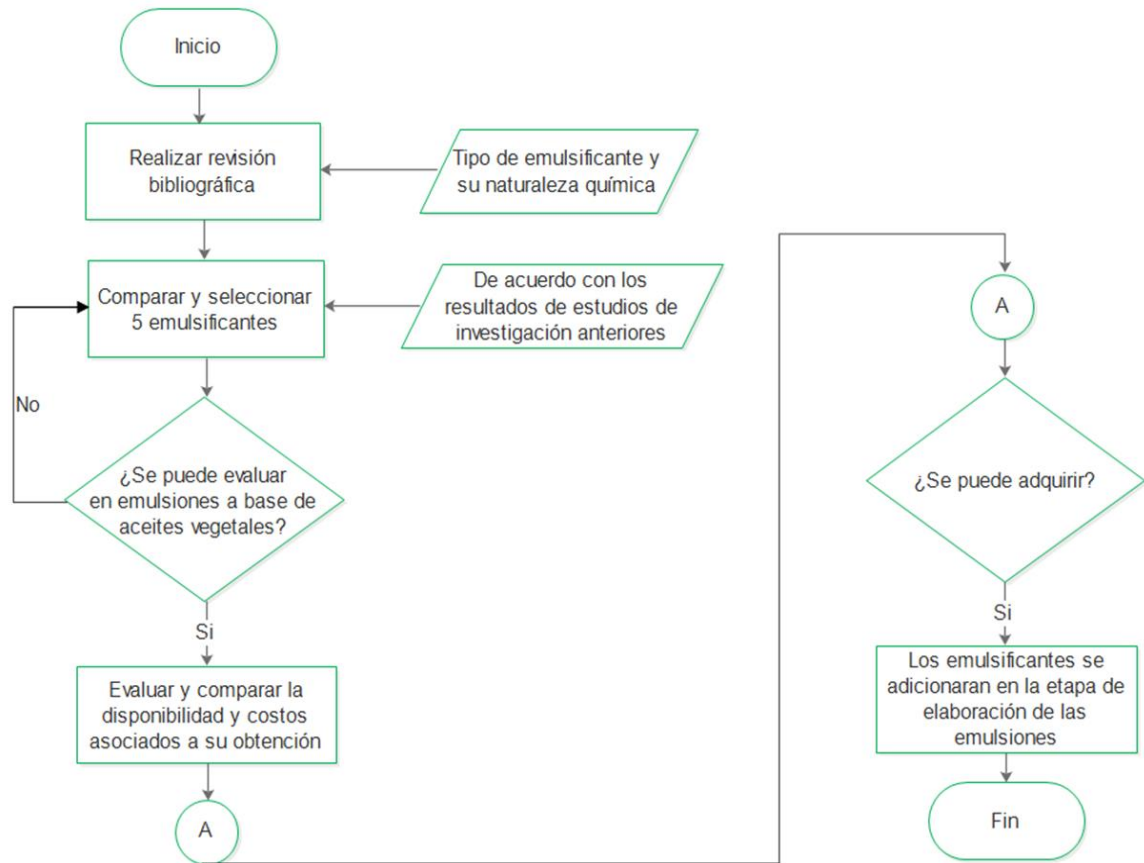 Inicio
Realizar revisión
bibliográfica
Tipo de emulsificante y
su naturaleza química
Comparar y seleccionar
5 emulsificantes
De acuerdo con los
resultados de estudios de
investigación anteriores
No
¿Se puede evaluar
en emulsiones a base de
aceites vegetales?
Si
Evaluar y comparar la
disponibilidad y costos
asociados a su obtención
A
A
¿Se puede adquirir?
Si
Los emulsificantes se
adicionaran en la etapa de
elaboración de las
emulsiones
Fin